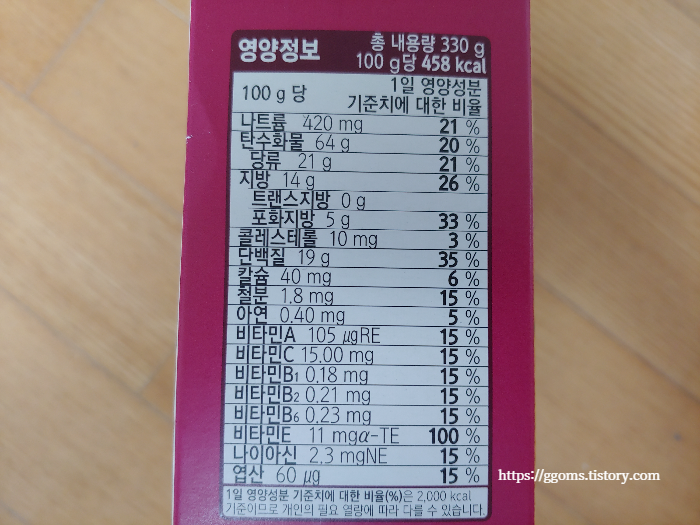 영양정보
총 내용량 330 g
100 g당 458 kcal
100 g 당
1일 영양성분
기준치에 대한 비율
나트륨 420 mg 21 %
탄수화물 64 g 20 %
당류 21 g 21 %
지방 14 g 26 %
트랜스지방 0 g
포화지방 5 g 33 %
콜레스테롤 10 mg 3 %
단백질 19 g 35 %
칼슘 40 mg 6 %
철분 1.8 mg 15 %
아연 0.40 mg 5 %
비타민A 105 μgRE 15 %
비타민C 15.00 mg 15 %
비타민B₁ 0.18 mg 15 %
비타민B₂ 0.21 mg 15 %
비타민B₆ 0.23 mg 15 %
비타민E 11 mgα-TE 100 %
나이아신 2.3 mgNE 15 %
엽산 60 μg 15 %
1일 영양성분 기준치에 대한 비율(%)은 2,000 kcal
기준이므로 개인의 필요 열량에 따라 다를 수 있습니다.
https://ggoms.tistory.com